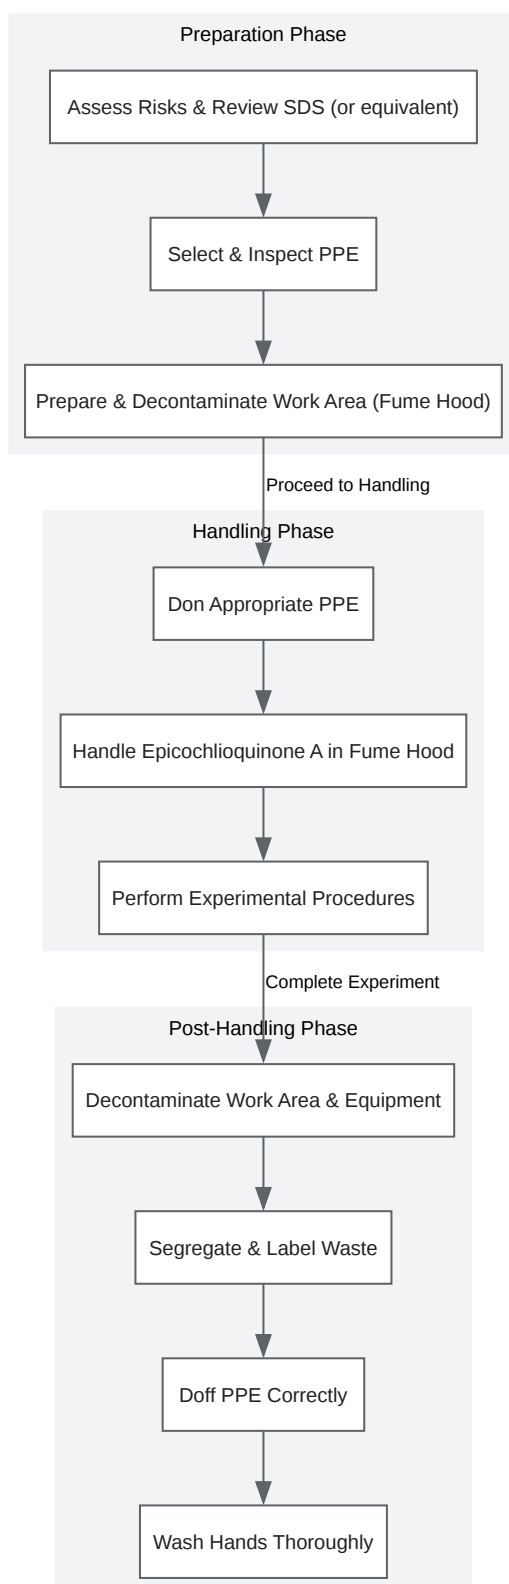 Preparation Phase
Assess Risks & Review SDS (or equivalent)
Select & Inspect PPE
Prepare & Decontaminate Work Area (Fume Hood)
Proceed to Handling
Handling Phase
Don Appropriate PPE
Handle Epicochlioquinone A in Fume Hood
Perform Experimental Procedures
Complete Experiment
Post-Handling Phase
Decontaminate Work Area & Equipment
Segregate & Label Waste
Doff PPE Correctly
Wash Hands Thoroughly